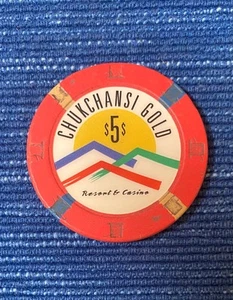 CHUKCHANSI GOLD
$5$
Resort & Casino